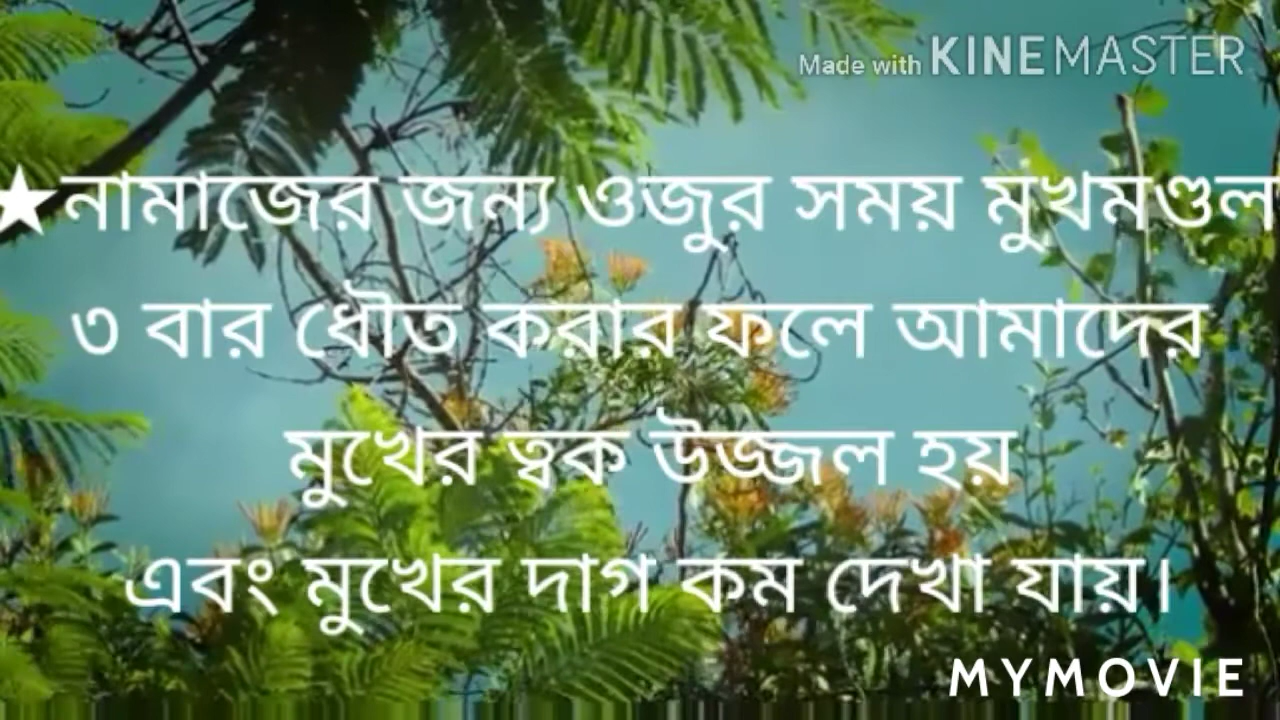 Made with KINEMASTER
★নামাজের জন্য ওজুর সময় মুখমণ্ডল
৩ বার ধৌত করার ফলে আমাদের
মুখের ত্বক উজ্জল হয়
এবং মুখের দাগ কম দেখা যায়।
MYMOVIE